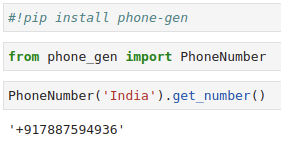 #!pip install phone-gen
from phone_gen import PhoneNumber
PhoneNumber('India').get_number()
'+917887594936'